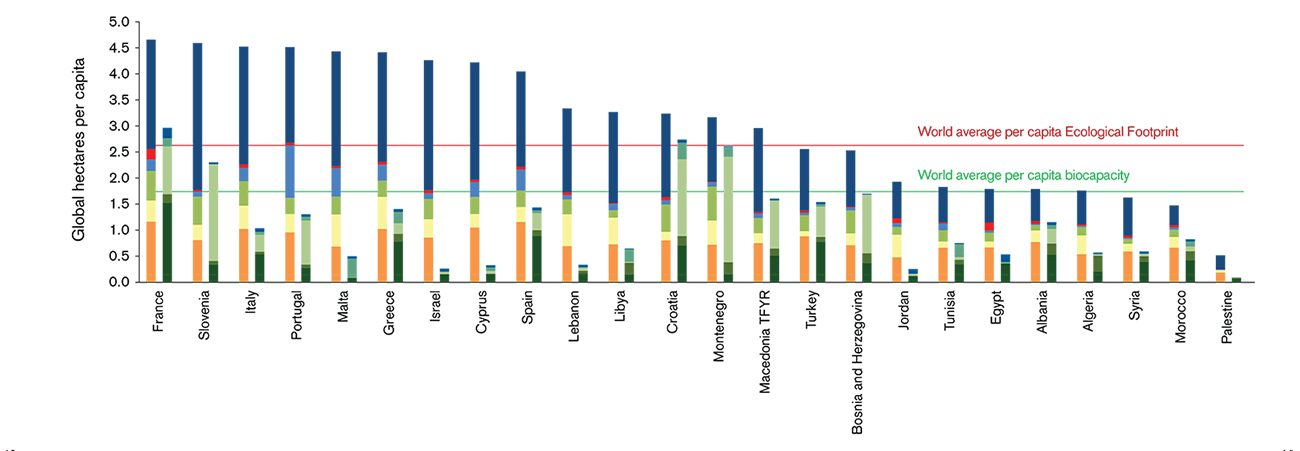 Global hectares per capita
5.0
4.5
4.0
3.5
3.0
2.5
2.0
1.5
1.0
0.5
0.0
World average per capita Ecological Footprint
World average per capita biocapacity
France
Slovenia
Italy
Portugal
Malta
Greece
Israel
Cyprus
Spain
Lebanon
Libya
Croatia
Montenegro
Macedonia TFYR
Turkey
Bosnia and Herzegovina
Jordan
Tunisia
Egypt
Albania
Algeria
Syria
Morocco
Palestine